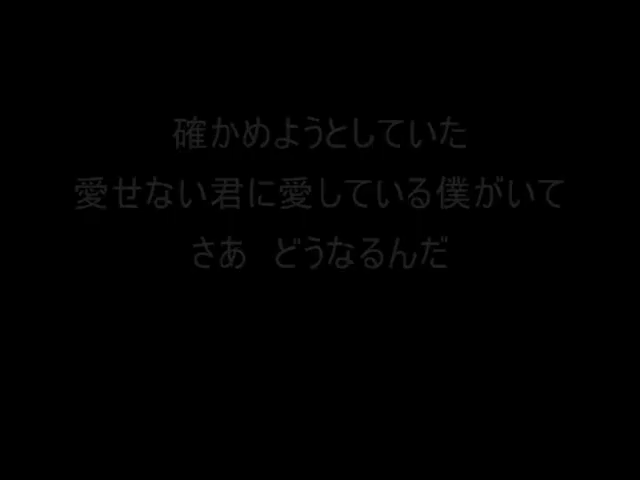 確かめようとしていた
愛せない君に愛している僕がいて
さあ　どうなるんだ